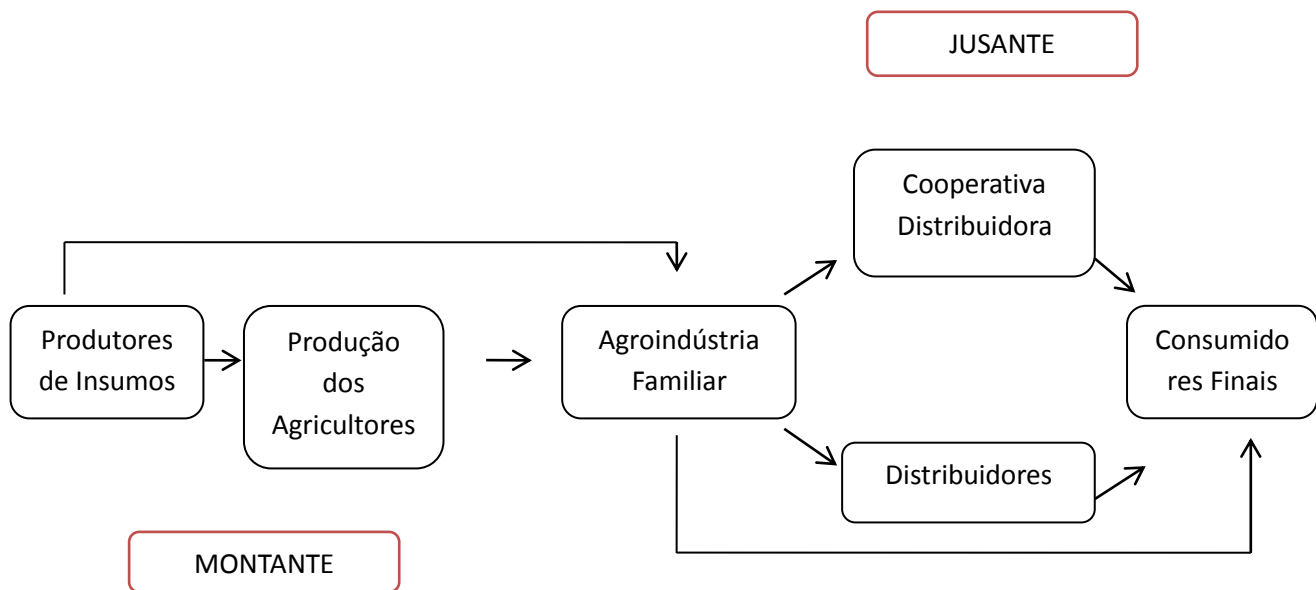 JUSANTE
Cooperativa
Distribuidora
Produtores
de Insumos
Produção
dos
Agricultores
Agroindústria
Familiar
Consumido
res Finais
Distribuidores
MONTANTE